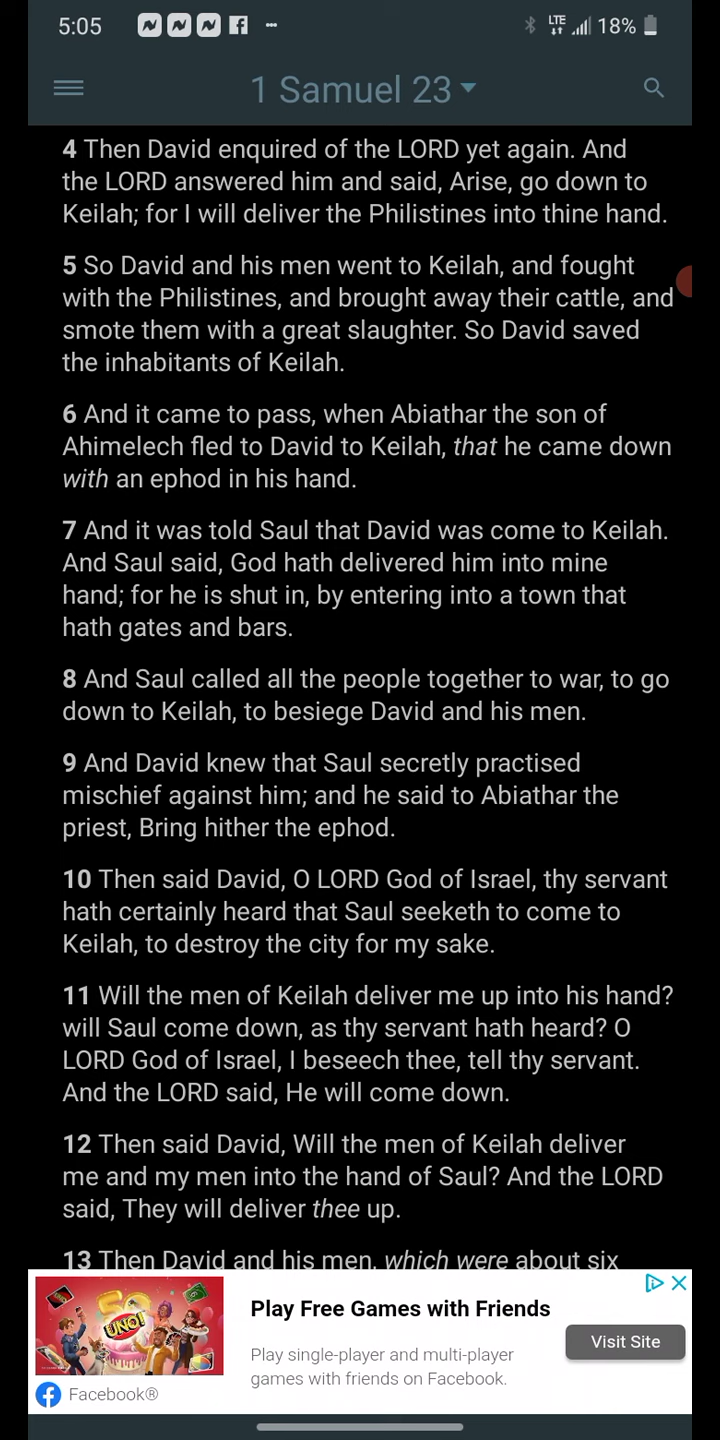 5:05 LTE 18%
1 Samuel 23
4 Then David enquired of the LORD yet again. And
the LORD answered him and said, Arise, go down to
Keilah; for I will deliver the Philistines into thine hand.
5 So David and his men went to Keilah, and fought
with the Philistines, and brought away their cattle, and
smote them with a great slaughter. So David saved
the inhabitants of Keilah.
6 And it came to pass, when Abiathar the son of
Ahimelech fled to David to Keilah, that he came down
with an ephod in his hand.
7 And it was told Saul that David was come to Keilah.
And Saul said, God hath delivered him into mine
hand; for he is shut in, by entering into a town that
hath gates and bars.
8 And Saul called all the people together to war, to go
down to Keilah, to besiege David and his men.
9 And David knew that Saul secretly practised
mischief against him; and he said to Abiathar the
priest, Bring hither the ephod.
10 Then said David, O LORD God of Israel, thy servant
hath certainly heard that Saul seeketh to come to
Keilah, to destroy the city for my sake.
11 Will the men of Keilah deliver me up into his hand?
will Saul come down, as thy servant hath heard? O
LORD God of Israel, I beseech thee, tell thy servant.
And the LORD said, He will come down.
12 Then said David, Will the men of Keilah deliver
me and my men into the hand of Saul? And the LORD
said, They will deliver thee up.
13 Then David and his men, which were about six
50
UNO!
Play Free Games with Friends
Play single-player and multi-player
games with friends on Facebook.
Visit Site
Facebook®